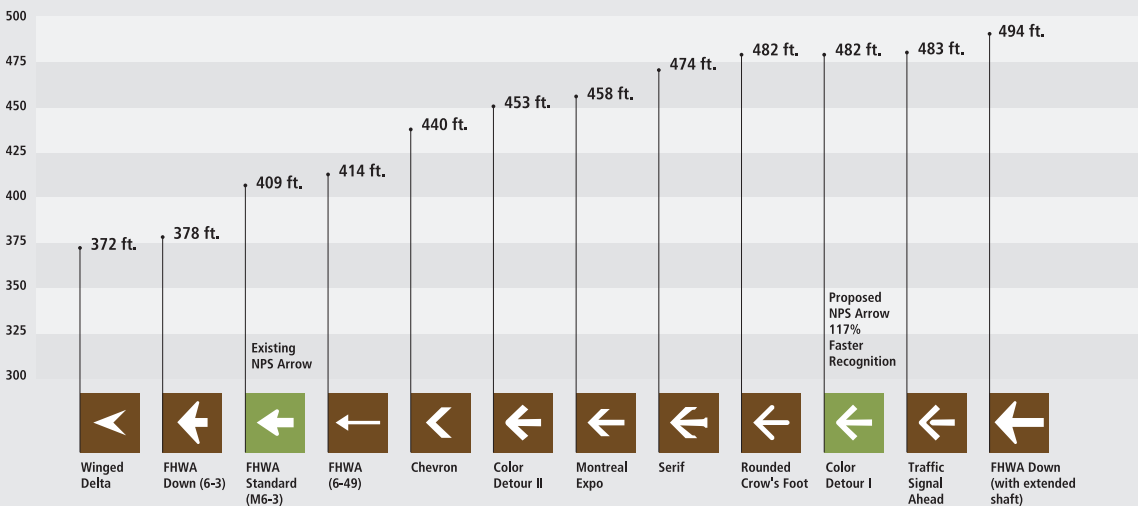 500
475
450
425
400
375
350
325
300
372 ft.
378 ft.
409 ft.
414 ft.
440 ft.
453 ft.
458 ft.
474 ft.
482 ft.
482 ft.
483 ft.
494 ft.
Existing
NPS Arrow
Proposed
NPS Arrow
117%
Faster
Recognition
Winged
Delta
FHWA
Down (6-3)
FHWA
Standard
(M6-3)
FHWA
(6-49)
Chevron
Color
Detour II
Montreal
Expo
Serif
Rounded
Crow's Foot
Color
Detour I
Traffic
Signal
Ahead
FHWA Down
(with extended
shaft)